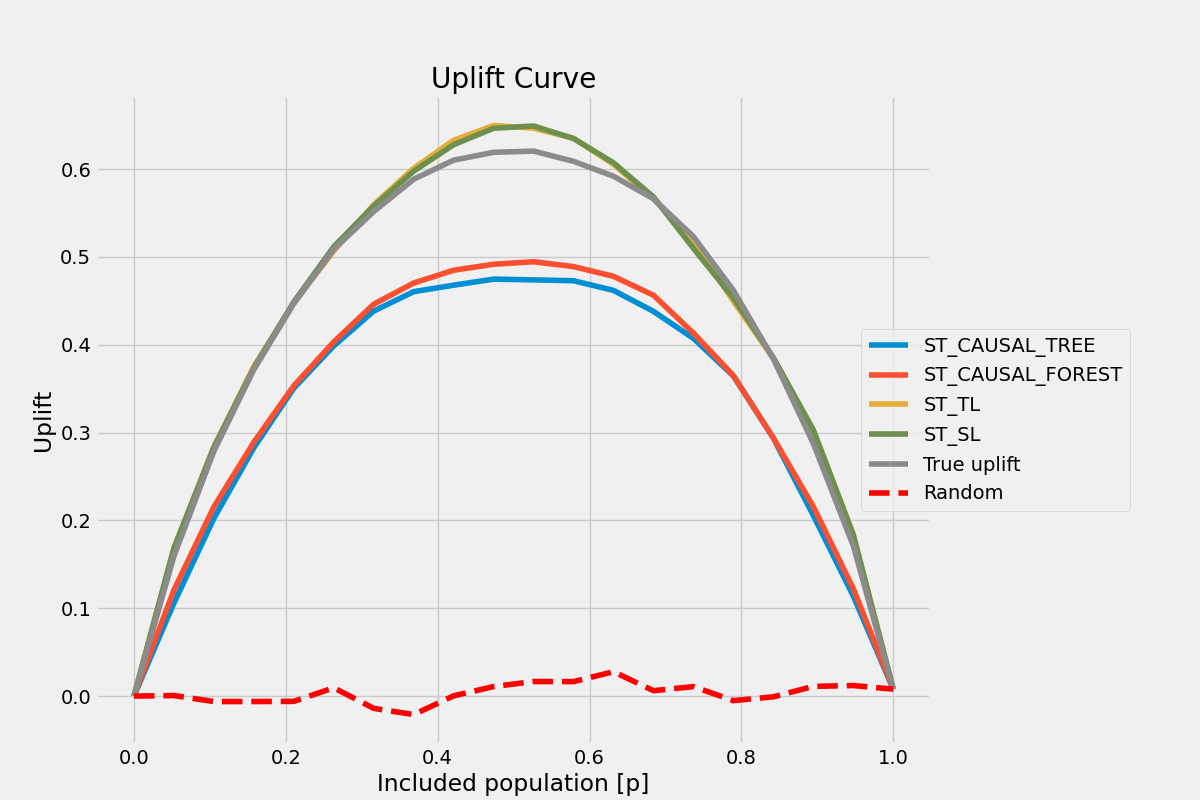 Uplift Curve
Uplift
0.6
0.5
0.4
0.3
0.2
0.1
0.0
ST_CAUSAL_TREE
ST_CAUSAL_FOREST
ST_TL
ST_SL
True uplift
Random
0.0 0.2 0.4 0.6 0.8 1.0
Included population [p]